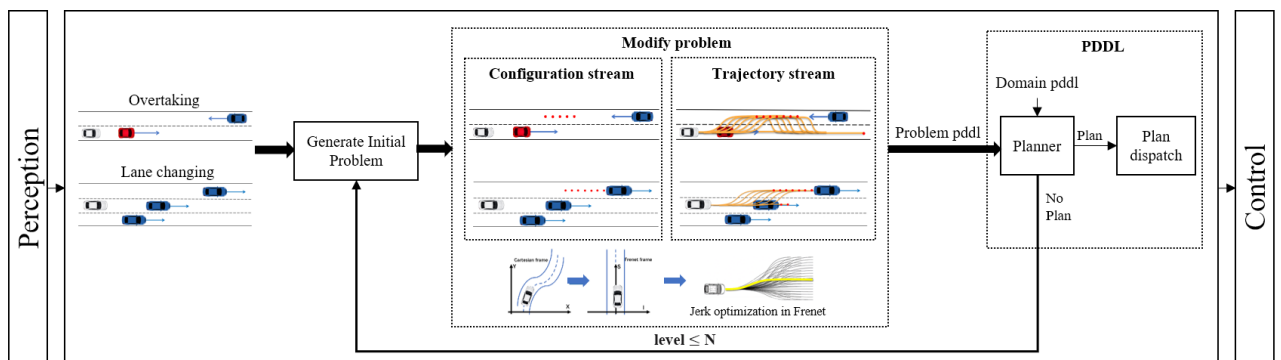 Perception
Overtaking
Lane changing
Generate Initial
Problem
Modify problem
Configuration stream
Trajectory stream
Cartesian frame
Y
X
Frenet frame
S
Jerk optimization in Frenet
level ≤ N
Problem pddl
PDDL
Domain pddl
Planner
Plan
Plan
dispatch
No
Plan
Control